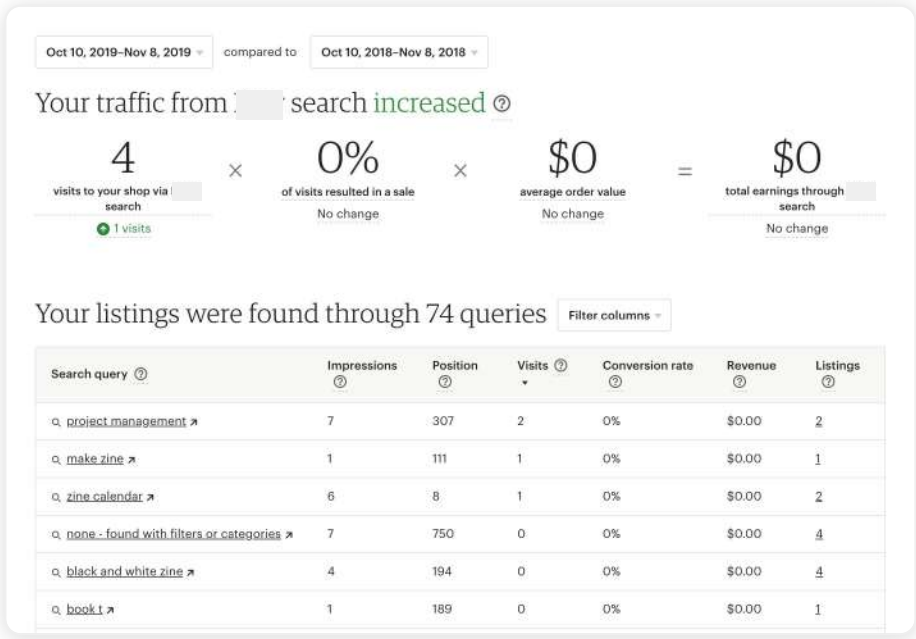 Oct 10, 2019–Nov 8, 2019 compared to Oct 10, 2018–Nov 8, 2018
Your traffic from search increased
4 × 0% × $0 = $0
visits to your shop via search
1 visits
of visits resulted in a sale
No change
average order value
No change
total earnings through search
No change
Your listings were found through 74 queries Filter columns
Search query Impressions Position Visits Conversion rate Revenue Listings
project management 7 307 2 0% $0.00 2
make zine 1 111 1 0% $0.00 1
zine calendar 6 8 1 0% $0.00 2
none - found with filters or categories 7 750 0 0% $0.00 4
black and white zine 4 194 0 0% $0.00 4
book t 1 189 0 0% $0.00 1